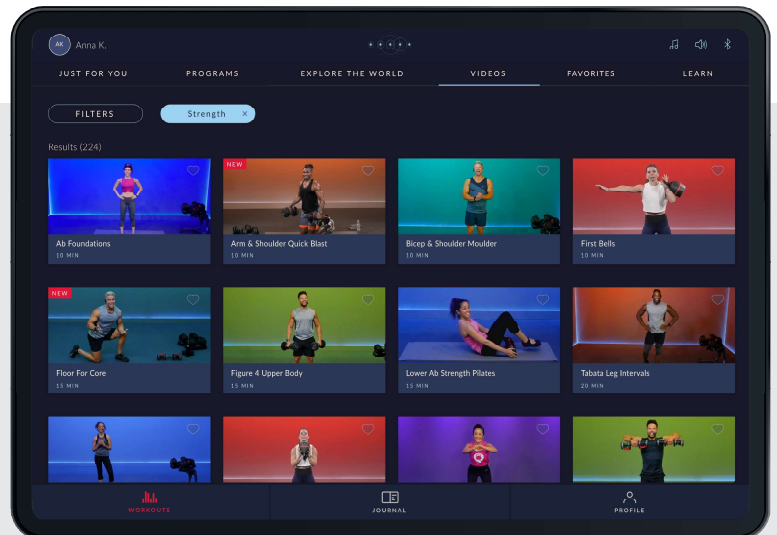 AK Anna K.
JUST FOR YOU PROGRAMS EXPLORE THE WORLD VIDEOS FAVORITES LEARN
FILTERS Strength ×
Results (224)
NEW
Ab Foundations Arm & Shoulder Quick Blast Bicep & Shoulder Moulder First Bells
10 MIN 10 MIN 10 MIN 10 MIN
NEW
Floor For Core Figure 4 Upper Body Lower Ab Strength Pilates Tabata Leg Intervals
15 MIN 15 MIN 15 MIN 20 MIN
WORKOUTS JOURNAL PROFILE